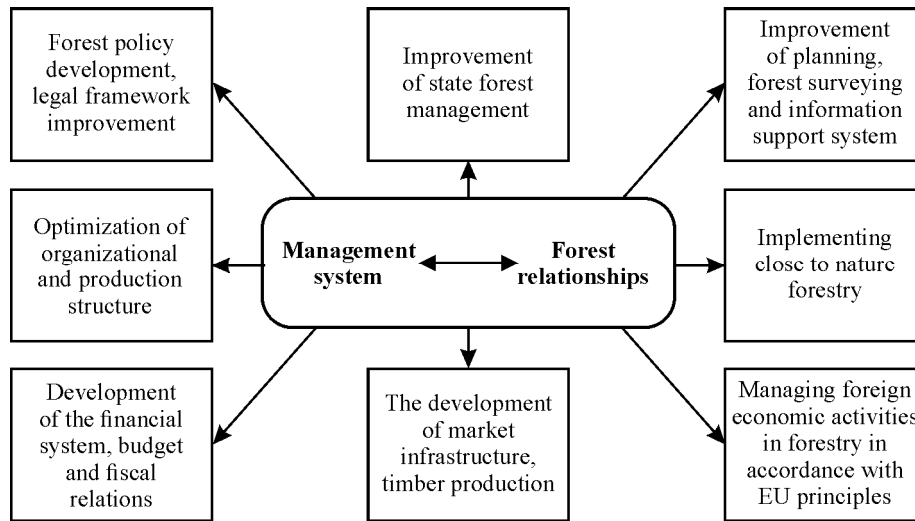 Forest policy
development,
legal framework
improvement
Improvement
of state forest
management
Improvement
of planning,
forest surveying
and information
support system
Optimization of
organizational
and production
structure
Management
system
Forest
relationships
Implementing
close to nature
forestry
Development
of the financial
system, budget
and fiscal
relations
The development
of market
infrastructure,
timber production
Managing foreign
economic activities
in forestry in
accordance with
EU principles